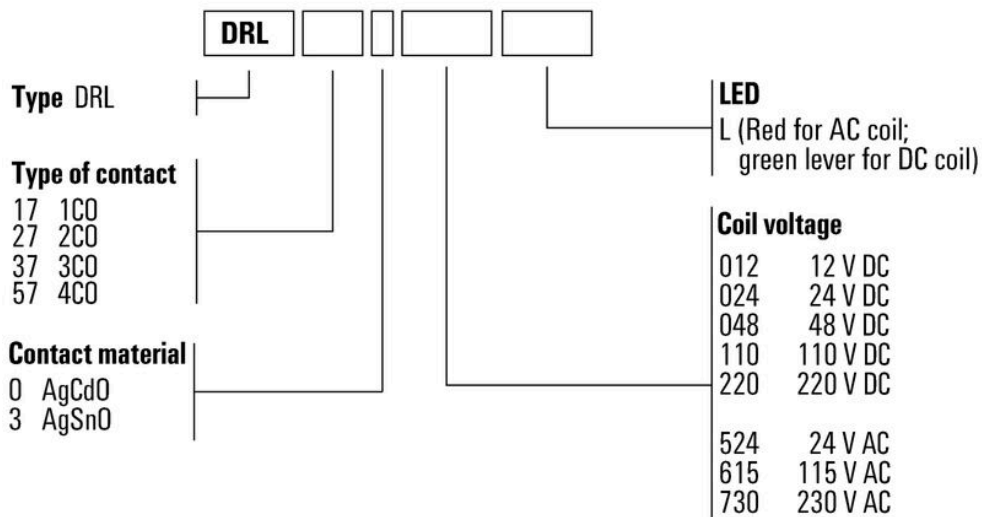 DRL
Type DRL
Type of contact
17 1CO
27 2CO
37 3CO
57 4CO
Contact material
0 AgCdO
3 AgSnO
LED
L (Red for AC coil;
green lever for DC coil)
Coil voltage
012 12 V DC
024 24 V DC
048 48 V DC
110 110 V DC
220 220 V DC
524 24 V AC
615 115 V AC
730 230 V AC